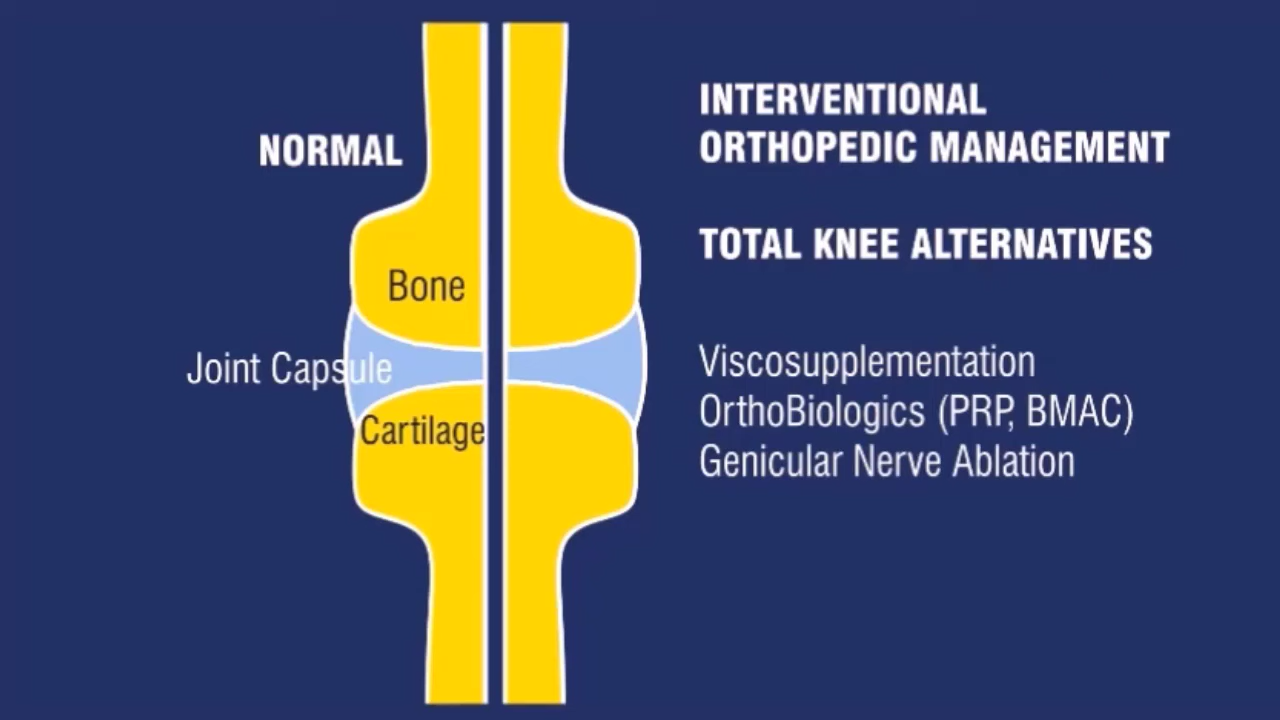 NORMAL
Bone
Joint Capsule
Cartilage
INTERVENTIONAL
ORTHOPEDIC MANAGEMENT
TOTAL KNEE ALTERNATIVES
Viscosupplementation
OrthoBiologics (PRP, BMAC)
Genicular Nerve Ablation